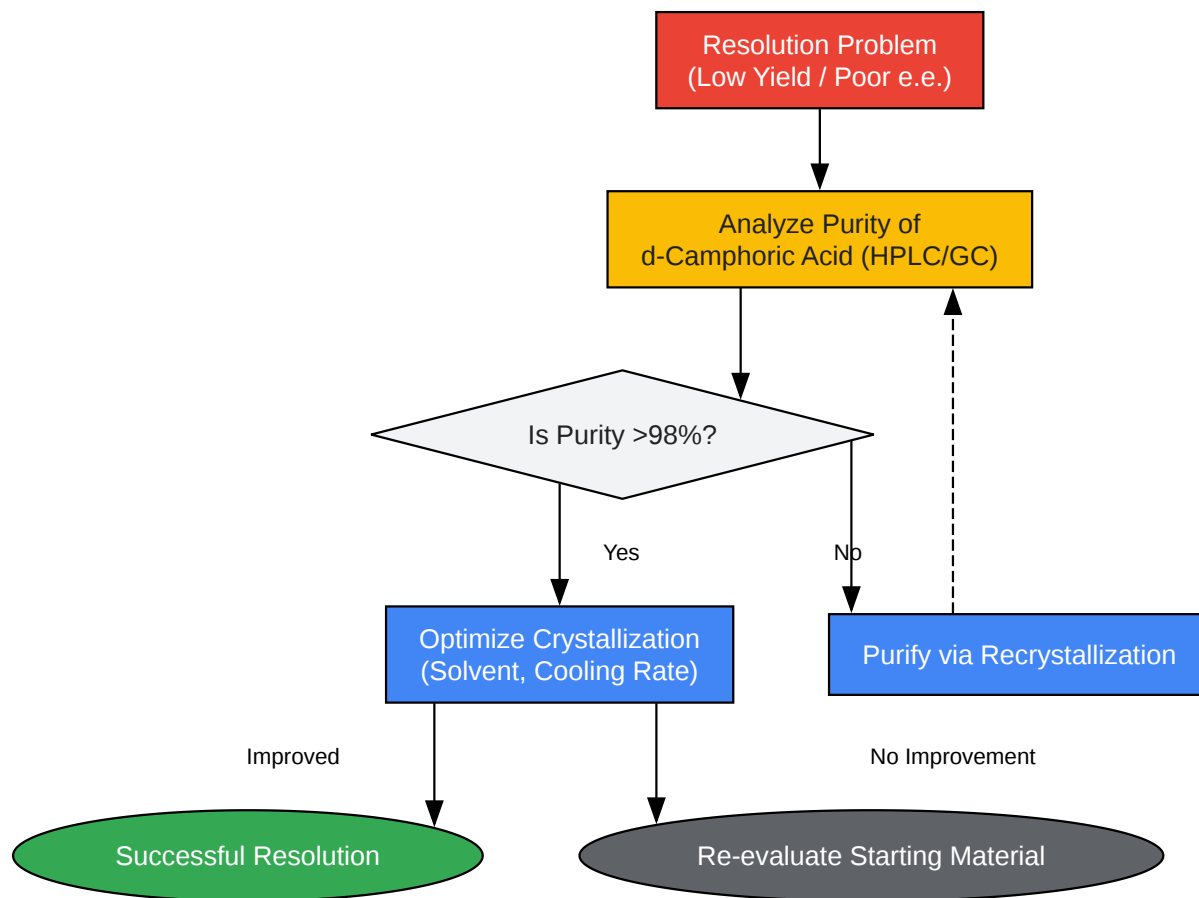 Resolution Problem
(Low Yield / Poor e.e.)
Analyze Purity of
d-Camphoric Acid (HPLC/GC)
Is Purity >98%?
Yes
No
Optimize Crystallization
(Solvent, Cooling Rate)
Purify via Recrystallization
Improved
No Improvement
Successful Resolution
Re-evaluate Starting Material